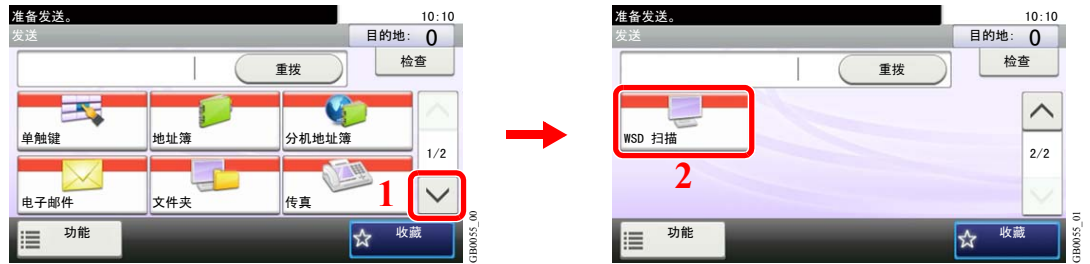 准备发送。 10:10
发送 目的地: 0
重拨 检查
单触键 地址簿 分机地址簿
1/2
电子邮件 文件夹 传真 1
功能 收藏
GB0055_00
准备发送。 10:10
发送 目的地: 0
重拨 检查
WSD 扫描
2/2
2
功能 收藏
GB0055_01